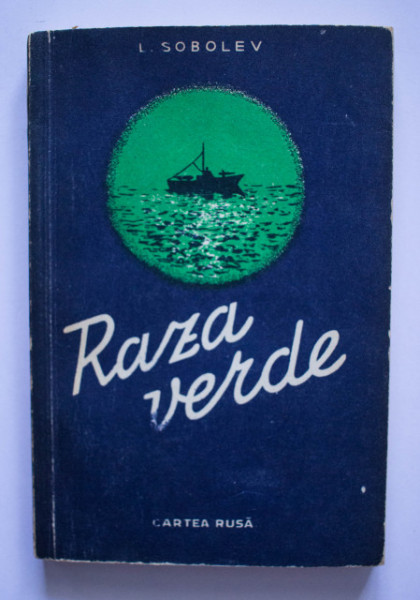 L. SOBOLEV
Raza
verde
CARTEA RUSĂ